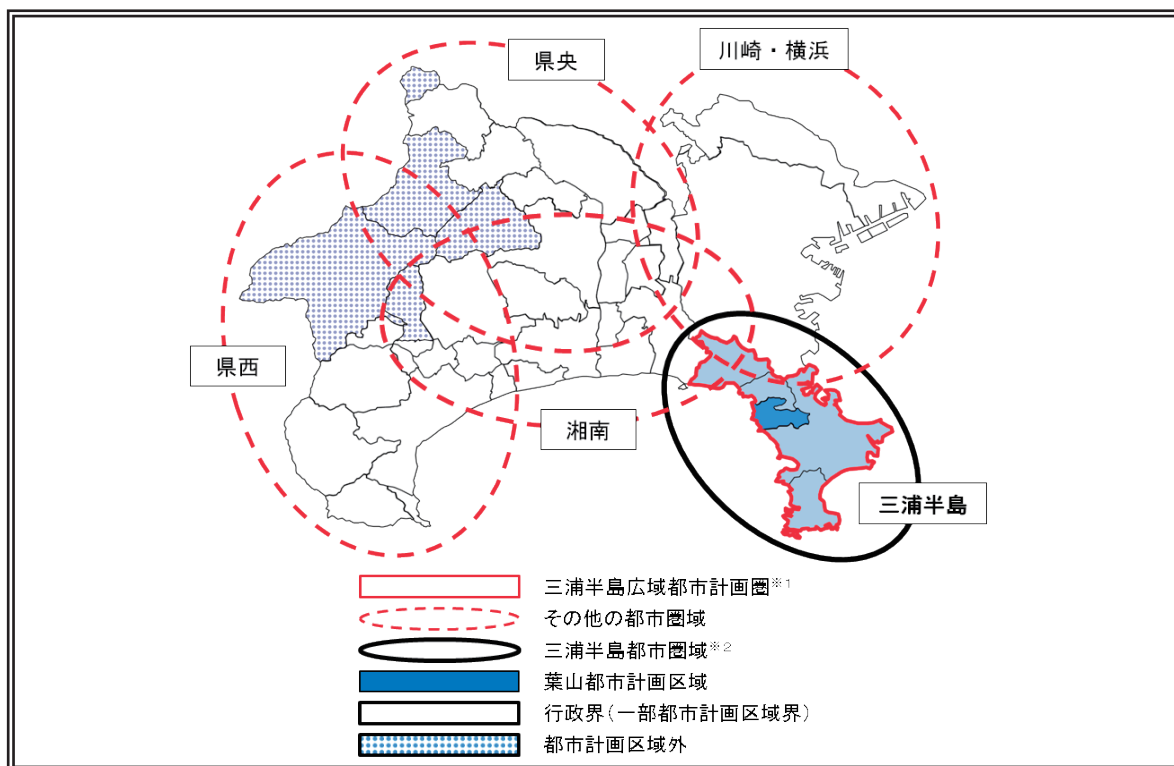 県央
川崎・横浜
県西
湘南
三浦半島
三浦半島広域都市計画圏※1
その他の都市圏域
三浦半島都市圏域※2
葉山都市計画区域
行政界(一部都市計画区域界)
都市計画区域外